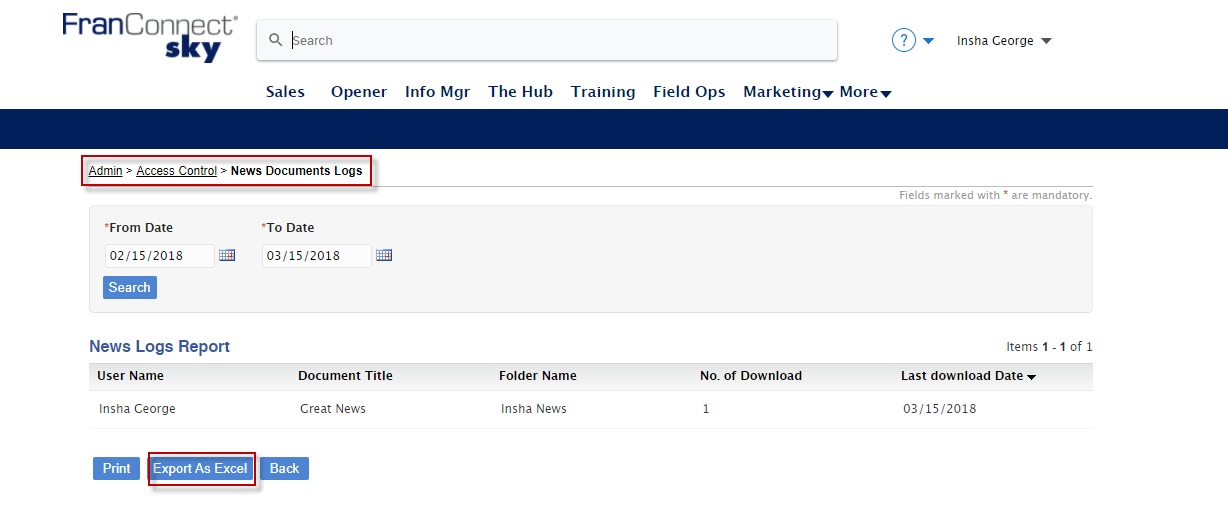 FranConnect®
sky
Search
?
Insha George
Sales Opener Info Mgr The Hub Training Field Ops Marketing More
Admin > Access Control > News Documents Logs
Fields marked with * are mandatory.
*From Date *To Date
02/15/2018 03/15/2018
Search
News Logs Report Items 1 - 1 of 1
User Name Document Title Folder Name No. of Download Last download Date
Insha George Great News Insha News 1 03/15/2018
Print Export As Excel Back